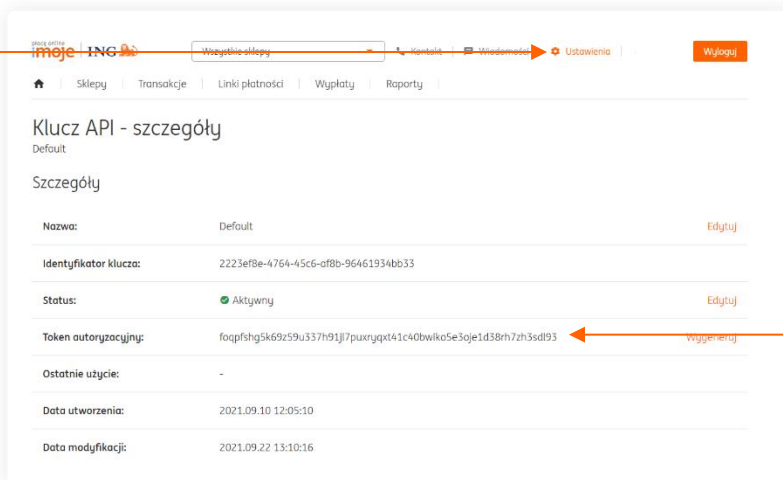 płacę online
imoje ING
Wszystkie sklepy
Kontakt
Wiadomości
Ustawienia
Wyloguj
Sklepy
Transakcje
Linki płatności
Wypłaty
Raporty
Klucz API - szczegóły
Default
Szczegóły
Nazwa: Default Edytuj
Identyfikator klucza: 2223ef8e-4764-45c6-af8b-96461934bb33
Status: Aktywny Edytuj
Token autoryzacyjny: foqpfshg5k69z59u337h91jl7puxryqxt41c40bwiko5e3oje1d38rh7zh3sdl93 Wygeneruj
Ostatnie użycie: -
Data utworzenia: 2021.09.10 12:05:10
Data modyfikacji: 2021.09.22 13:10:16